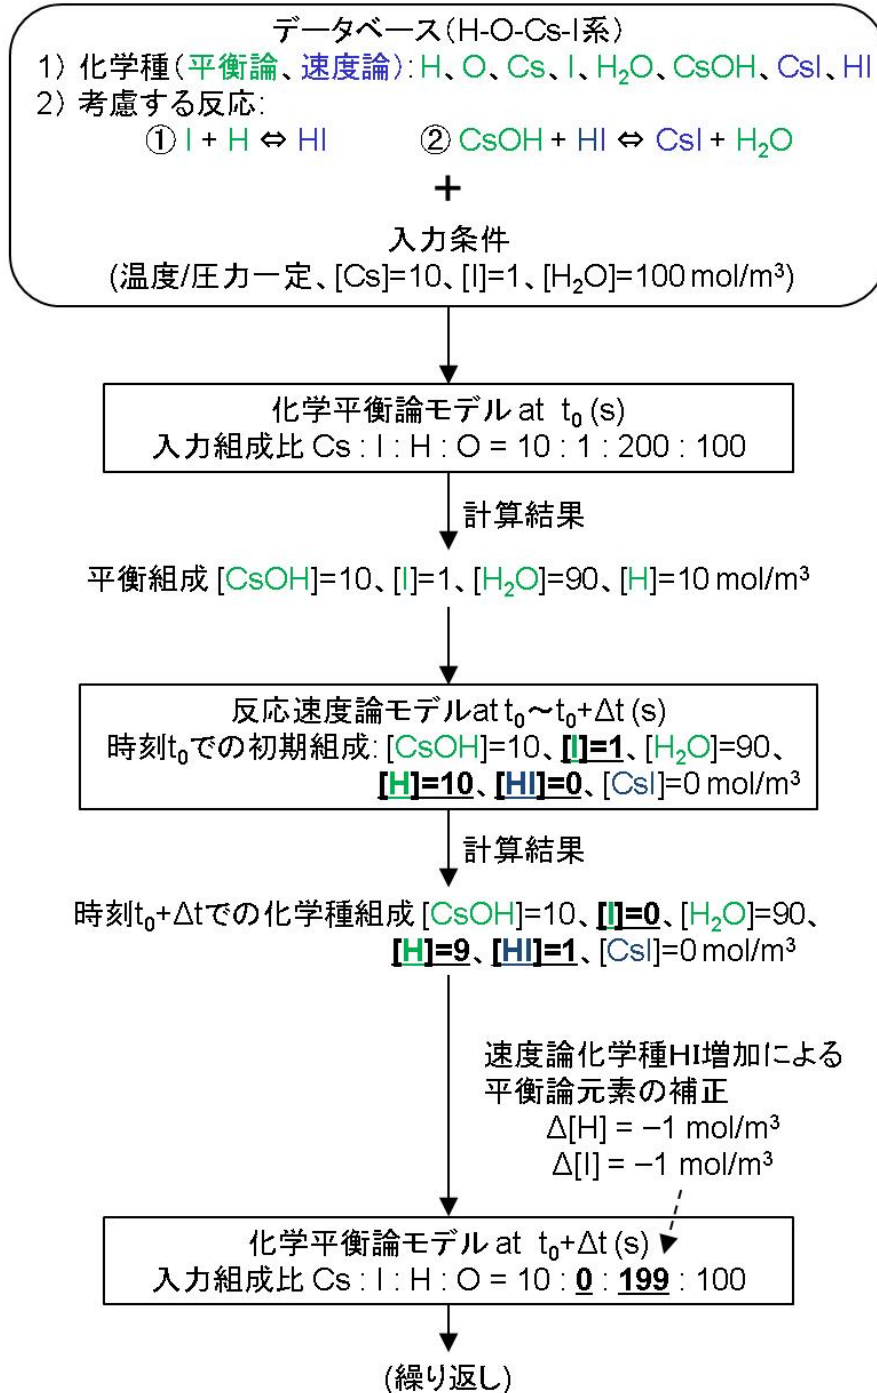 データベース(H-O-Cs-I系)
1) 化学種(平衡論、速度論): H、O、Cs、I、H₂O、CsOH、CsI、HI
2) 考慮する反応:
① I + H ⇔ HI ② CsOH + HI ⇔ CsI + H₂O
+
入力条件
(温度/圧力一定、[Cs]=10、[I]=1、[H₂O]=100 mol/m³)
化学平衡論モデル at t₀ (s)
入力組成比 Cs : I : H : O = 10 : 1 : 200 : 100
計算結果
平衡組成 [CsOH]=10、[I]=1、[H₂O]=90、[H]=10 mol/m³
反応速度論モデル at t₀~t₀+Δt (s)
時刻t₀での初期組成: [CsOH]=10、[I]=1、[H₂O]=90、
[H]=10、[HI]=0、[CsI]=0 mol/m³
計算結果
時刻t₀+Δtでの化学種組成 [CsOH]=10、[I]=0、[H₂O]=90、
[H]=9、[HI]=1、[CsI]=0 mol/m³
速度論化学種HI増加による
平衡論元素の補正
Δ[H] = –1 mol/m³
Δ[I] = –1 mol/m³
化学平衡論モデル at t₀+Δt (s)
入力組成比 Cs : I : H : O = 10 : 0 : 199 : 100
(繰り返し)